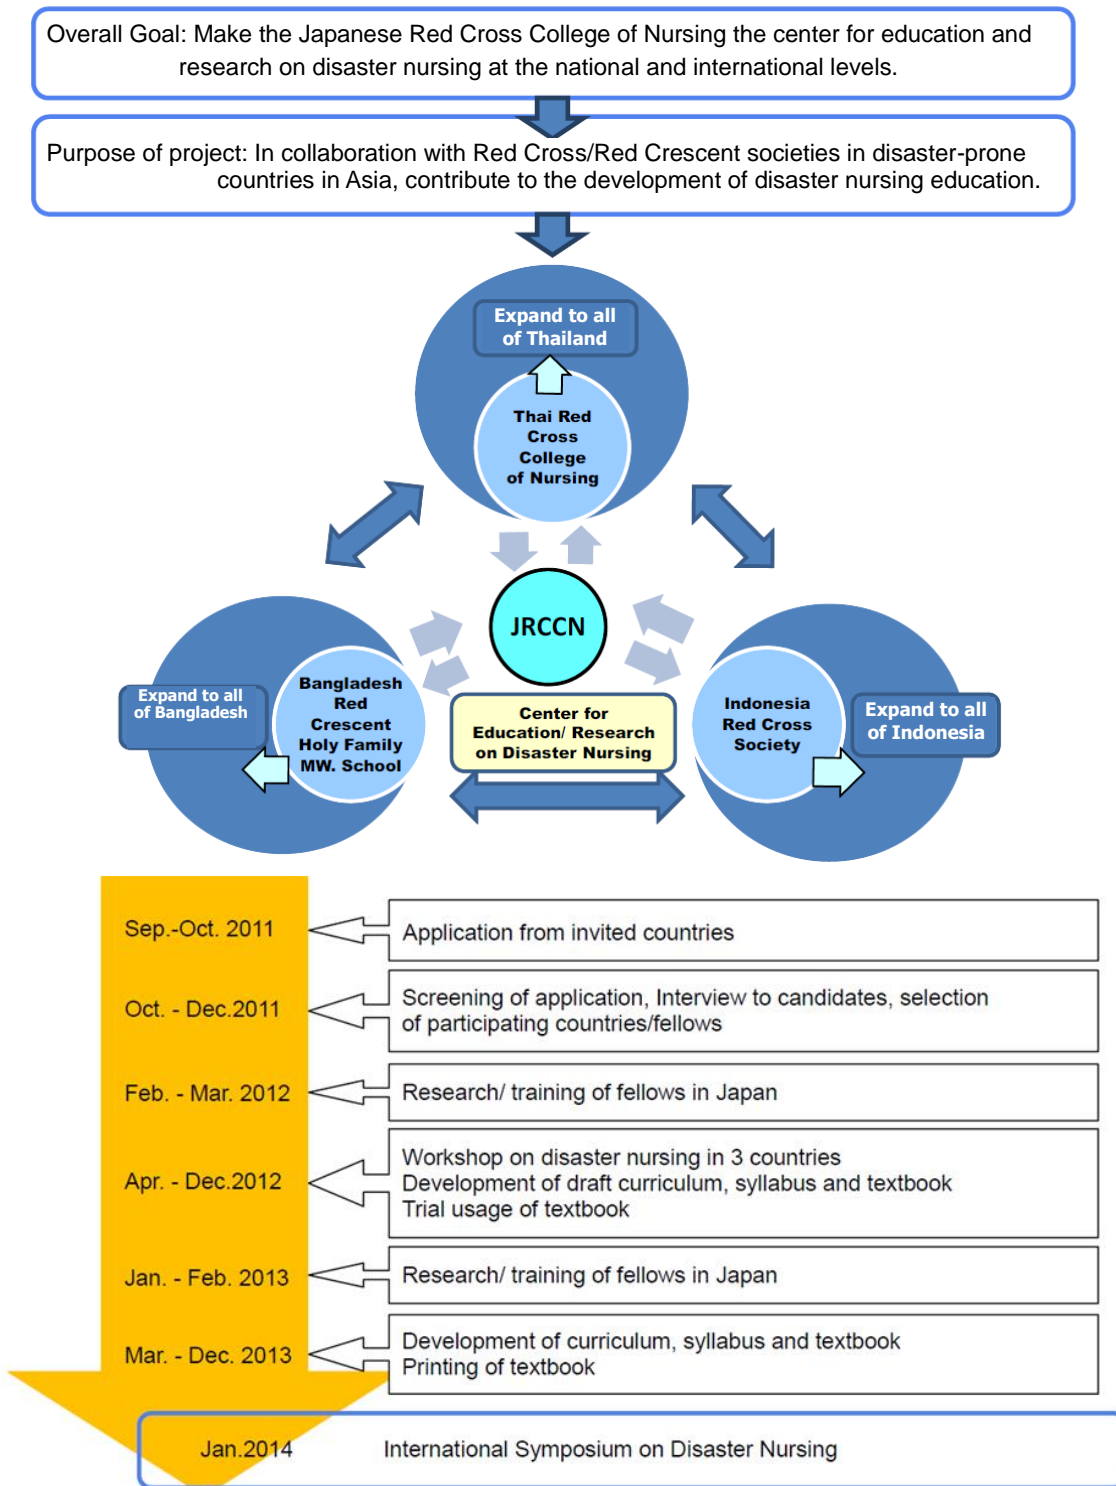 Overall Goal: Make the Japanese Red Cross College of Nursing the center for education and
research on disaster nursing at the national and international levels.
Purpose of project: In collaboration with Red Cross/Red Crescent societies in disaster-prone
countries in Asia, contribute to the development of disaster nursing education.
Expand to all
of Thailand
Thai Red
Cross
College
of Nursing
JRCCN
Expand to all
of Bangladesh
Bangladesh
Red
Crescent
Holy Family
MW. School
Center for
Education/ Research
on Disaster Nursing
Indonesia
Red Cross
Society
Expand to all
of Indonesia
Sep.-Oct. 2011
Application from invited countries
Oct. - Dec.2011
Screening of application, Interview to candidates, selection
of participating countries/fellows
Feb. - Mar. 2012
Research/ training of fellows in Japan
Apr. - Dec.2012
Workshop on disaster nursing in 3 countries
Development of draft curriculum, syllabus and textbook
Trial usage of textbook
Jan. - Feb. 2013
Research/ training of fellows in Japan
Mar. - Dec. 2013
Development of curriculum, syllabus and textbook
Printing of textbook
Jan.2014
International Symposium on Disaster Nursing